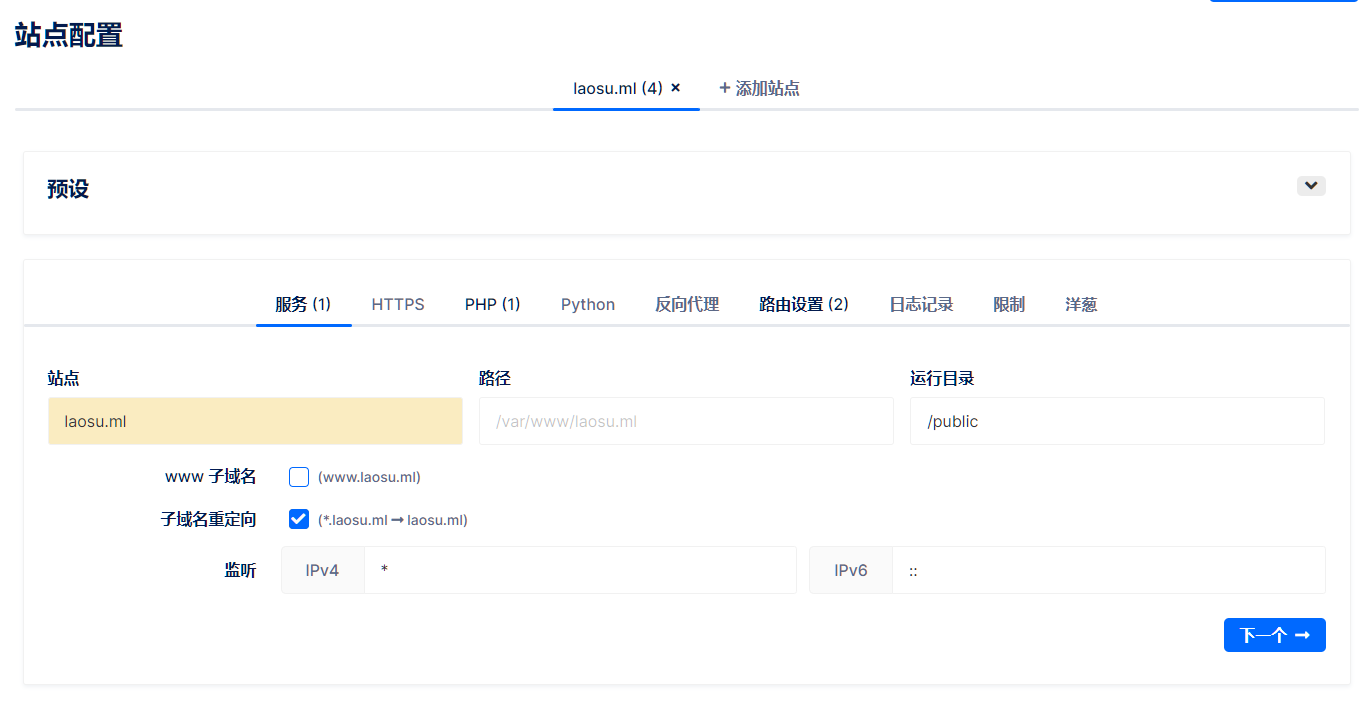 站点配置
laosu.ml (4) ×
+ 添加站点
预设
服务 (1) HTTPS PHP (1) Python 反向代理 路由设置 (2) 日志记录 限制 洋葱
站点 路径 运行目录
laosu.ml /var/www/laosu.ml /public
www 子域名 (www.laosu.ml)
子域名重定向 (*.laosu.ml ➞ laosu.ml)
监听 IPv4 * IPv6 ::
下一个 ➞